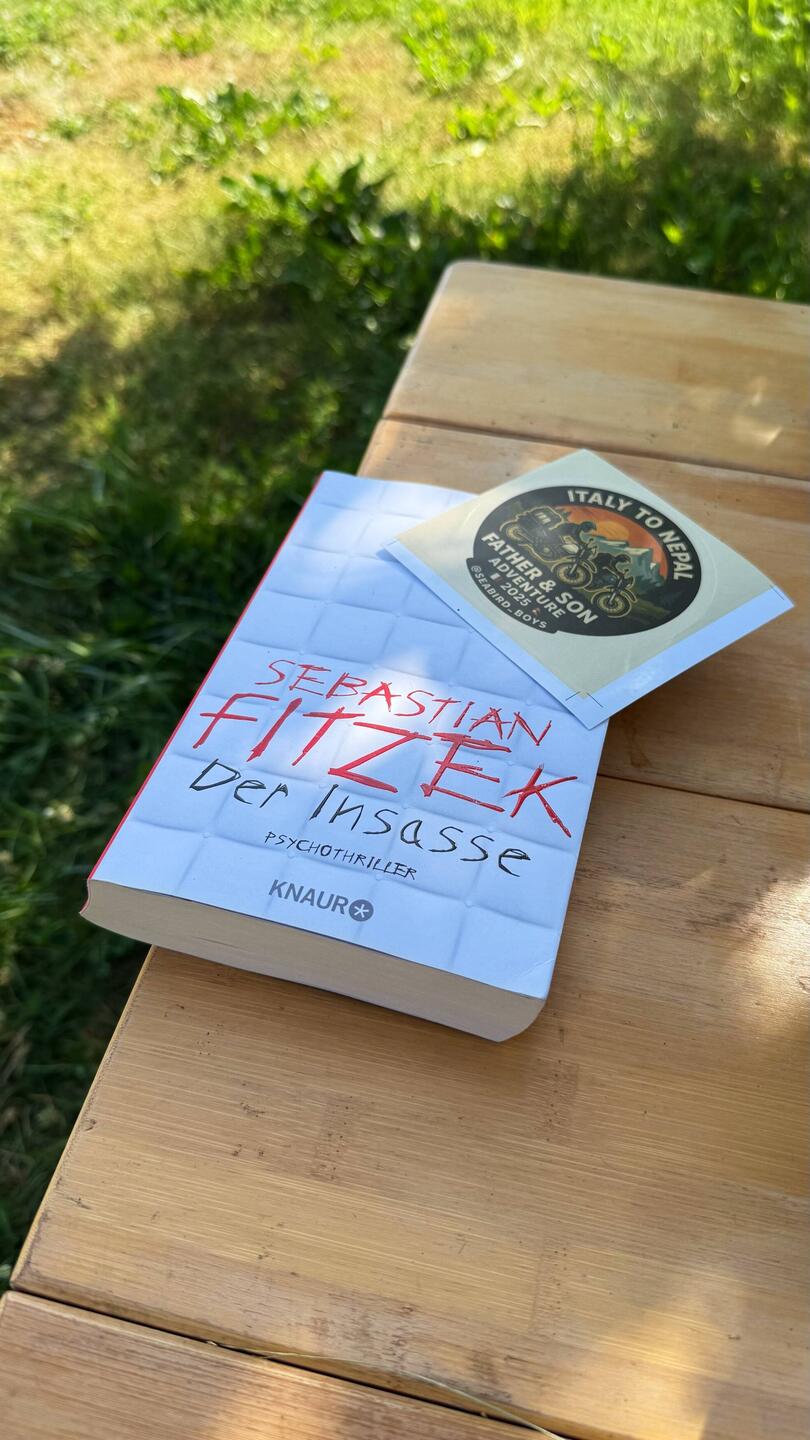 ITALY TO NEPAL
FATHER & SON
ADVENTURE
2025
@SEABIRD_BOYS
SEBASTIAN
FITZEK
Der Insasse
PSYCHOTHRILLER
KNAUR